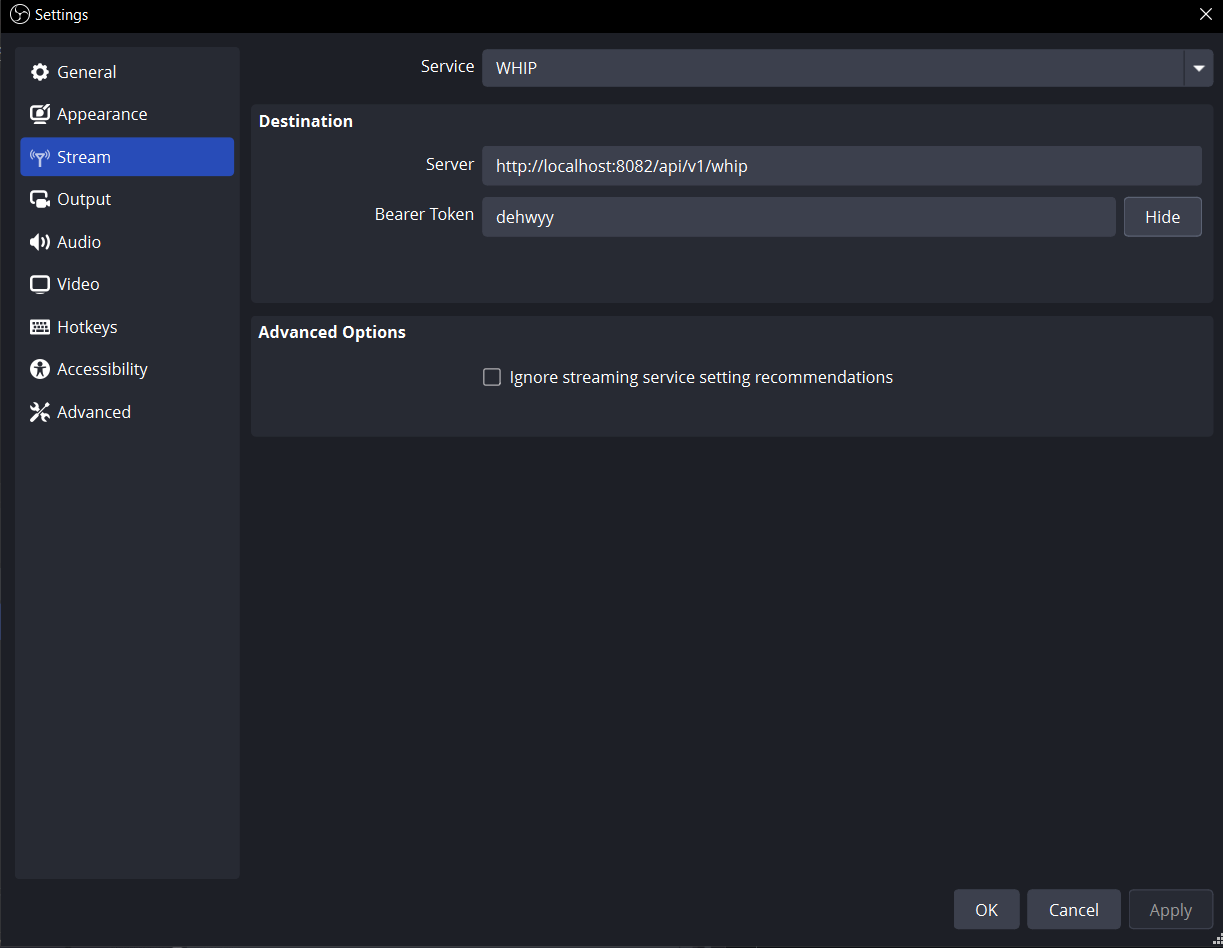 Settings
General
Appearance
Stream
Output
Audio
Video
Hotkeys
Accessibility
Advanced
Service WHIP
Destination
Server http://localhost:8082/api/v1/whip
Bearer Token dehwyy Hide
Advanced Options
Ignore streaming service setting recommendations
OK Cancel Apply